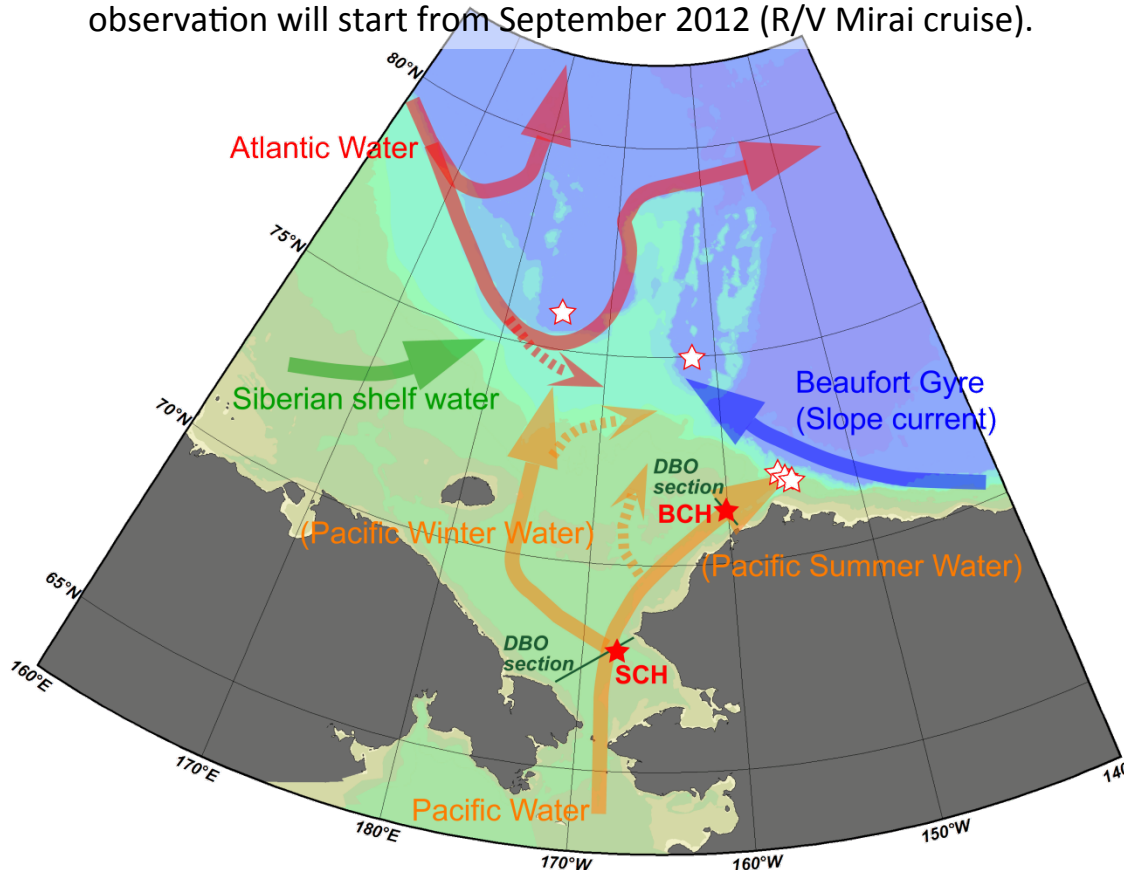 observation will start from September 2012 (R/V Mirai cruise).
80°N
Atlantic Water
75°N
Siberian shelf water
Beaufort Gyre
(Slope current)
70°N
DBO
section
BCH
(Pacific Winter Water)
(Pacific Summer Water)
65°N
DBO
section
SCH
160°E
Pacific Water
170°E
180°E
170°W
160°W
150°W
140